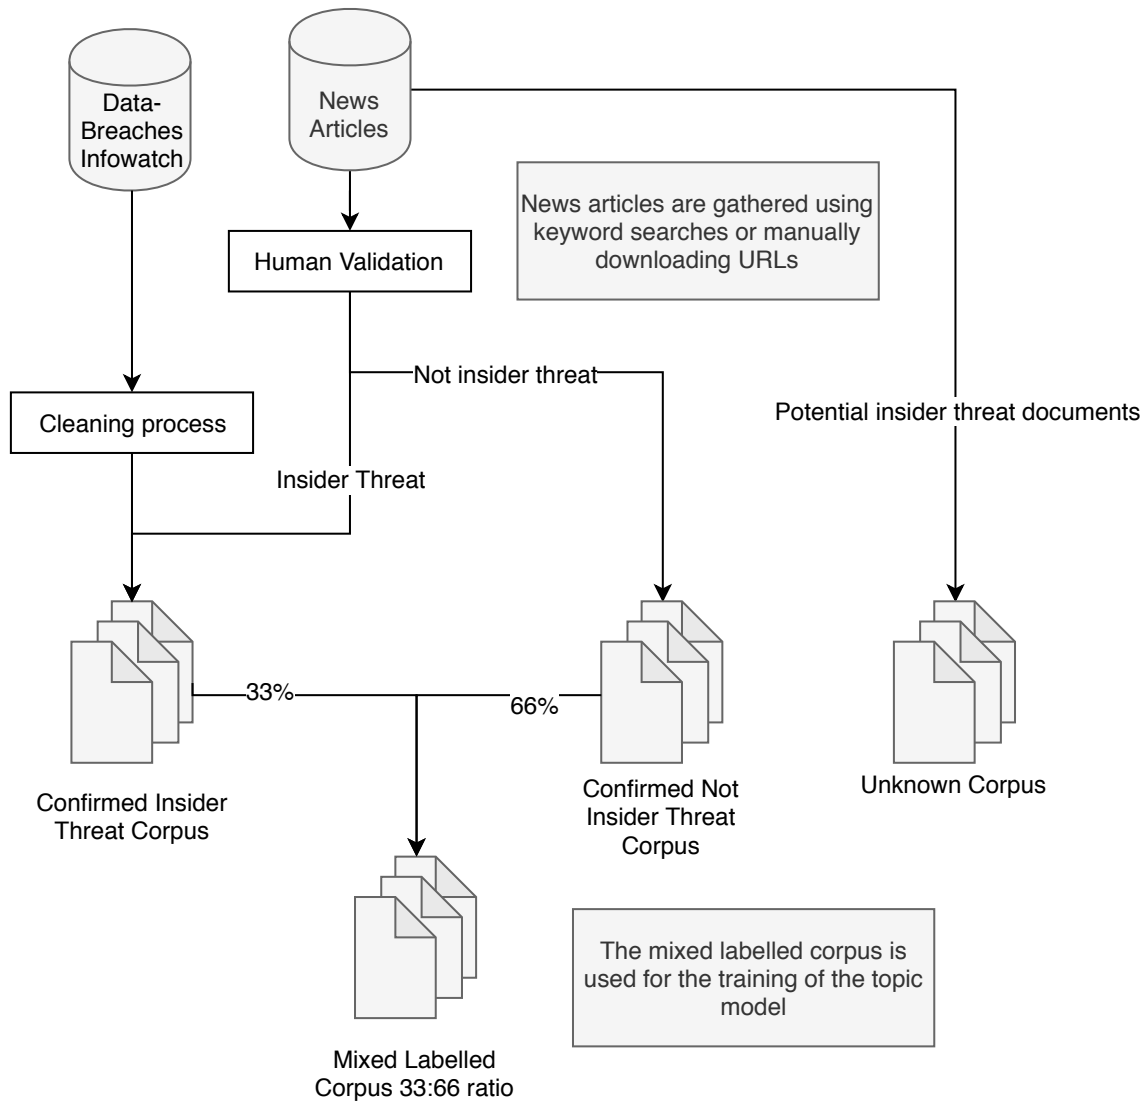 Data-
Breaches
Infowatch
News
Articles
News articles are gathered using
keyword searches or manually
downloading URLs
Human Validation
Not insider threat
Potential insider threat documents
Cleaning process
Insider Threat
33%
66%
Confirmed Insider
Threat Corpus
Confirmed Not
Insider Threat
Corpus
Unknown Corpus
The mixed labelled corpus is
used for the training of the topic
model
Mixed Labelled
Corpus 33:66 ratio